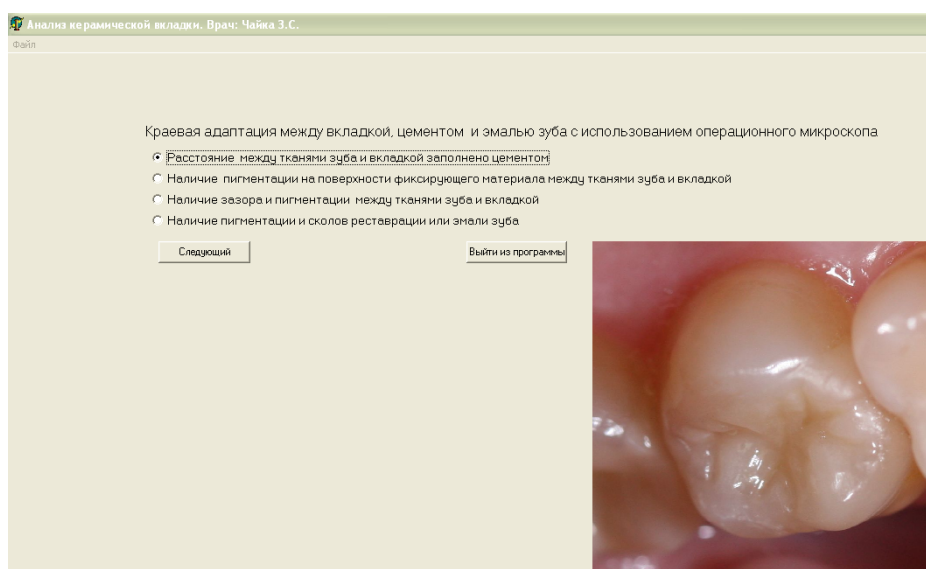 Анализ керамической вкладки. Врач: Чайка З.С.
Файл
Краевая адаптация между вкладкой, цементом и эмалью зуба с использованием операционного микроскопа
Расстояние между тканями зуба и вкладкой заполнено цементом
Наличие пигментации на поверхности фиксирующего материала между тканями зуба и вкладкой
Наличие зазора и пигментации между тканями зуба и вкладкой
Наличие пигментации и сколов реставрации или эмали зуба
Следующий
Выйти из программы